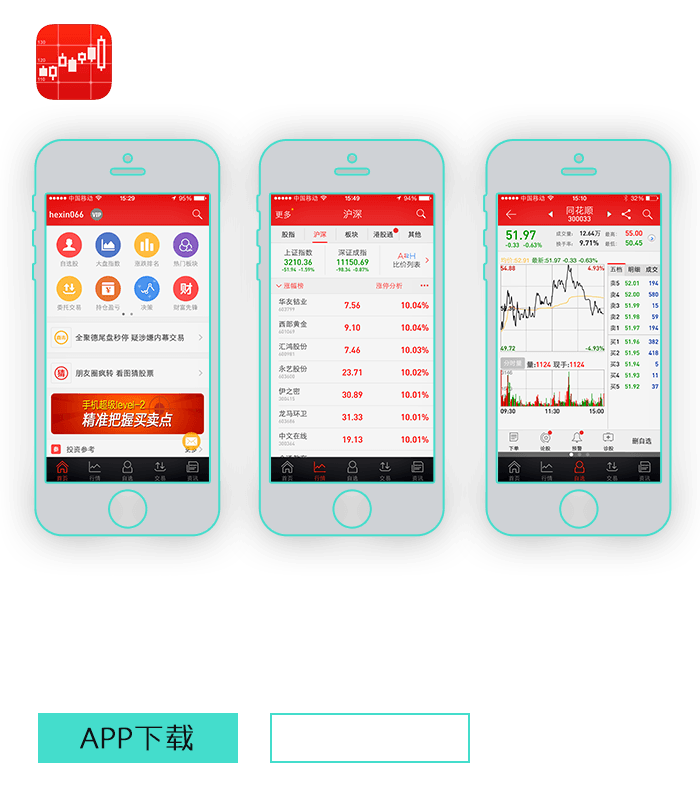 130
120
110
中国移动 15:29 95%
hexin066 VIP
自选股 大盘指数 涨跌排名 热门板块
委托交易 持仓盈亏 决策 财富先锋
全聚德尾盘秒停 疑涉嫌内幕交易
猜 朋友圈疯转 看图猜股票
手机超级level-2
精准把握买卖点
投资参考 更多
首页 行情 自选 交易 资讯
中国移动 15:49 94%
更多 沪深
股指 沪深 板块 港股通 其他
上证指数 深证成指 A股H
3210.36 11150.69 比价列表
-51.94 -1.59% -98.34 -0.87%
涨幅榜 涨停分析
华友钴业 7.56 10.04%
603799
西部黄金 9.10 10.04%
601069
汇鸿股份 7.46 10.03%
600981
永艺股份 23.71 10.02%
603600
伊之密 30.89 10.01%
300415
龙马环卫 31.33 10.01%
603686
中文在线 19.13 10.01%
300364
首页 行情 自选 交易 资讯
中国移动 15:10 32%
同花顺
300033
51.97 成交量: 12.64万 最高: 55.00
-0.33 -0.63% 换手率: 9.71% 最低: 50.45
均价:52.31 最新:51.97 -0.33 -0.63%
54.88 4.93%
49.72 -4.93%
五档 明细 成交
卖5 52.01 194
卖4 52.00 580
卖3 51.99 15
卖2 51.98 59
卖1 51.97 194
买1 51.96 382
买2 51.95 418
买3 51.94 5
买4 51.93 11
买5 51.92 37
分时量 量:1124 现手:1124
09:30 11:30 15:00
下单 论股 预警 诊股 删自选
首页 行情 自选 交易 资讯
APP下载